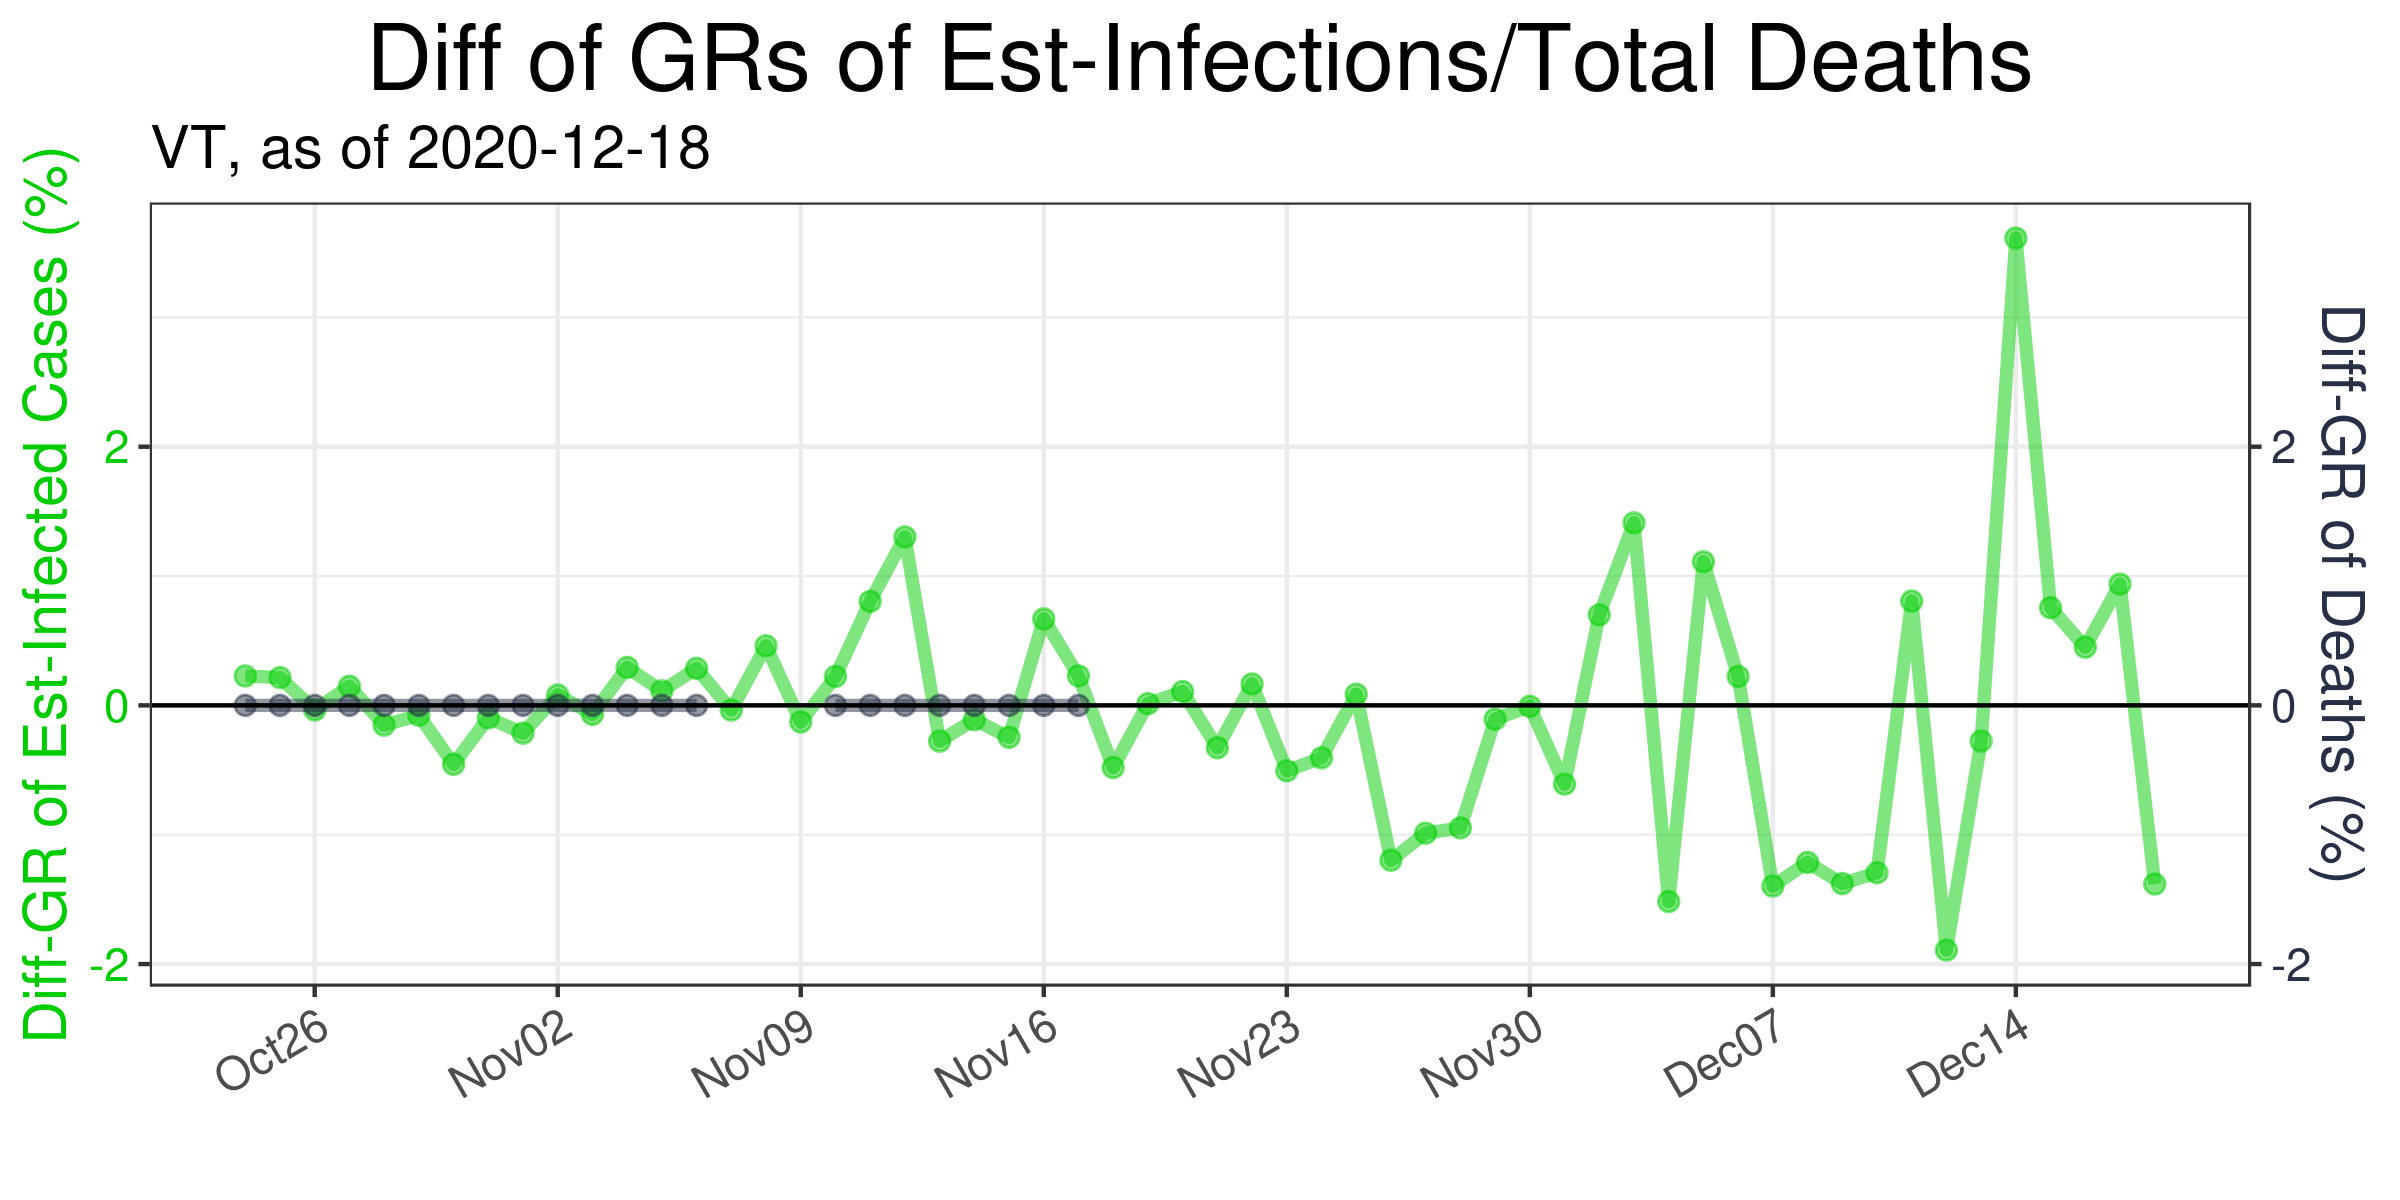 Diff of GRs of Est-Infections/Total Deaths
VT, as of 2020-12-18
Diff-GR of Est-Infected Cases (%)
2
0
-2
2
0
-2
Diff-GR of Deaths (%)
Oct26
Nov02
Nov09
Nov16
Nov23
Nov30
Dec07
Dec14